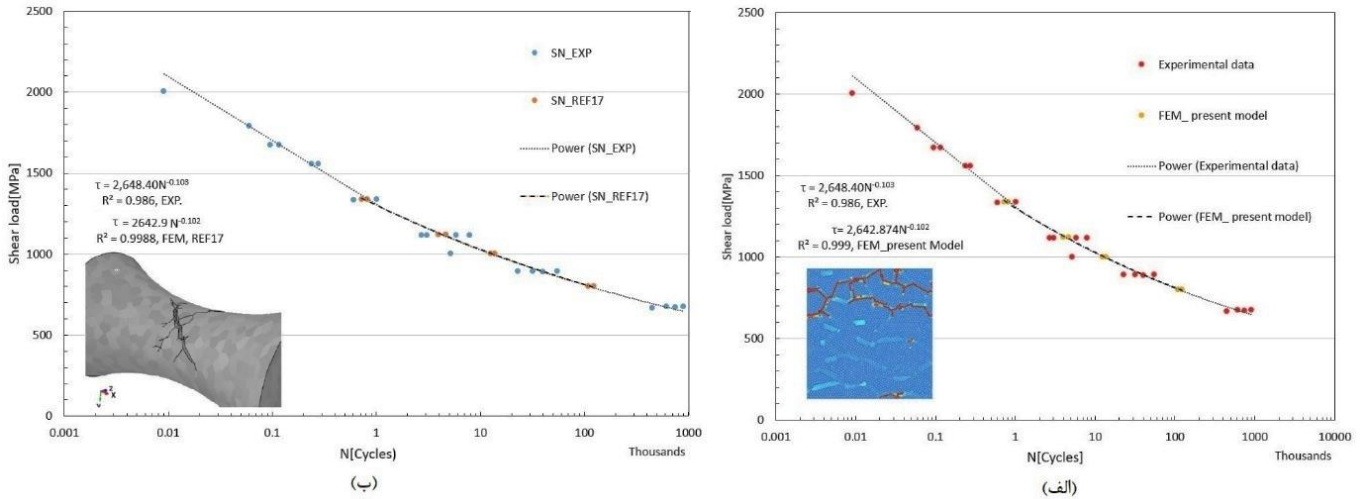 2500
2000
1500
1000
500
0
Shear load[MPa]
SN_EXP
SN_REF17
Power (SN_EXP)
Power (SN_REF17)
τ = 2,648.40N^-0.103
R² = 0.986, EXP.
τ = 2642.9 N^-0.102
R² = 0.9988, FEM, REF17
Z
X
Y
0.001 0.01 0.1 1 10 100 1000
N[Cycles)
Thousands
(ب)
2500
2000
1500
1000
500
0
Shear load[MPa]
Experimental data
FEM_ present model
Power (Experimental data)
Power (FEM_ present model)
τ = 2,648.40N^-0.103
R² = 0.986, EXP.
τ = 2,642.874N^-0.102
R² = 0.999, FEM_present Model
0.001 0.01 0.1 1 10 100 1000 10000
N[Cycles]
Thousands
(الف)